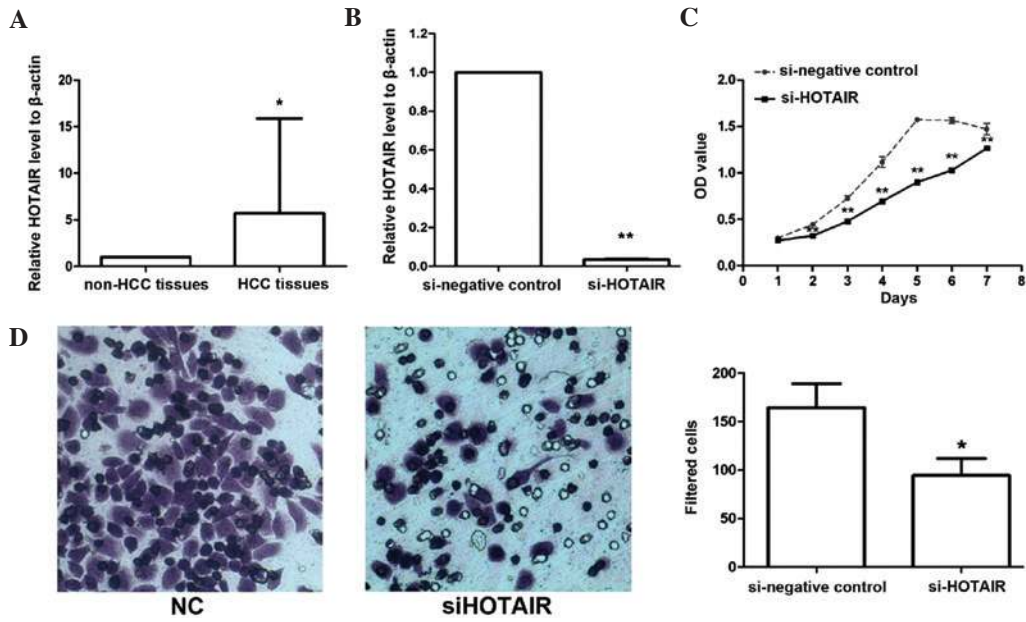 A
Relative HOTAIR level to β-actin
20
15
10
5
0
*
non-HCC tissues
HCC tissues
B
Relative HOTAIR level to β-actin
1.2
1.0
0.8
0.6
0.4
0.2
0.0
**
si-negative control
si-HOTAIR
C
si-negative control
si-HOTAIR
OD value
2.0
1.5
1.0
0.5
0.0
**
**
**
**
**
**
0 1 2 3 4 5 6 7 8
Days
D
NC
siHOTAIR
Filtered cells
200
150
100
50
0
*
si-negative control
si-HOTAIR